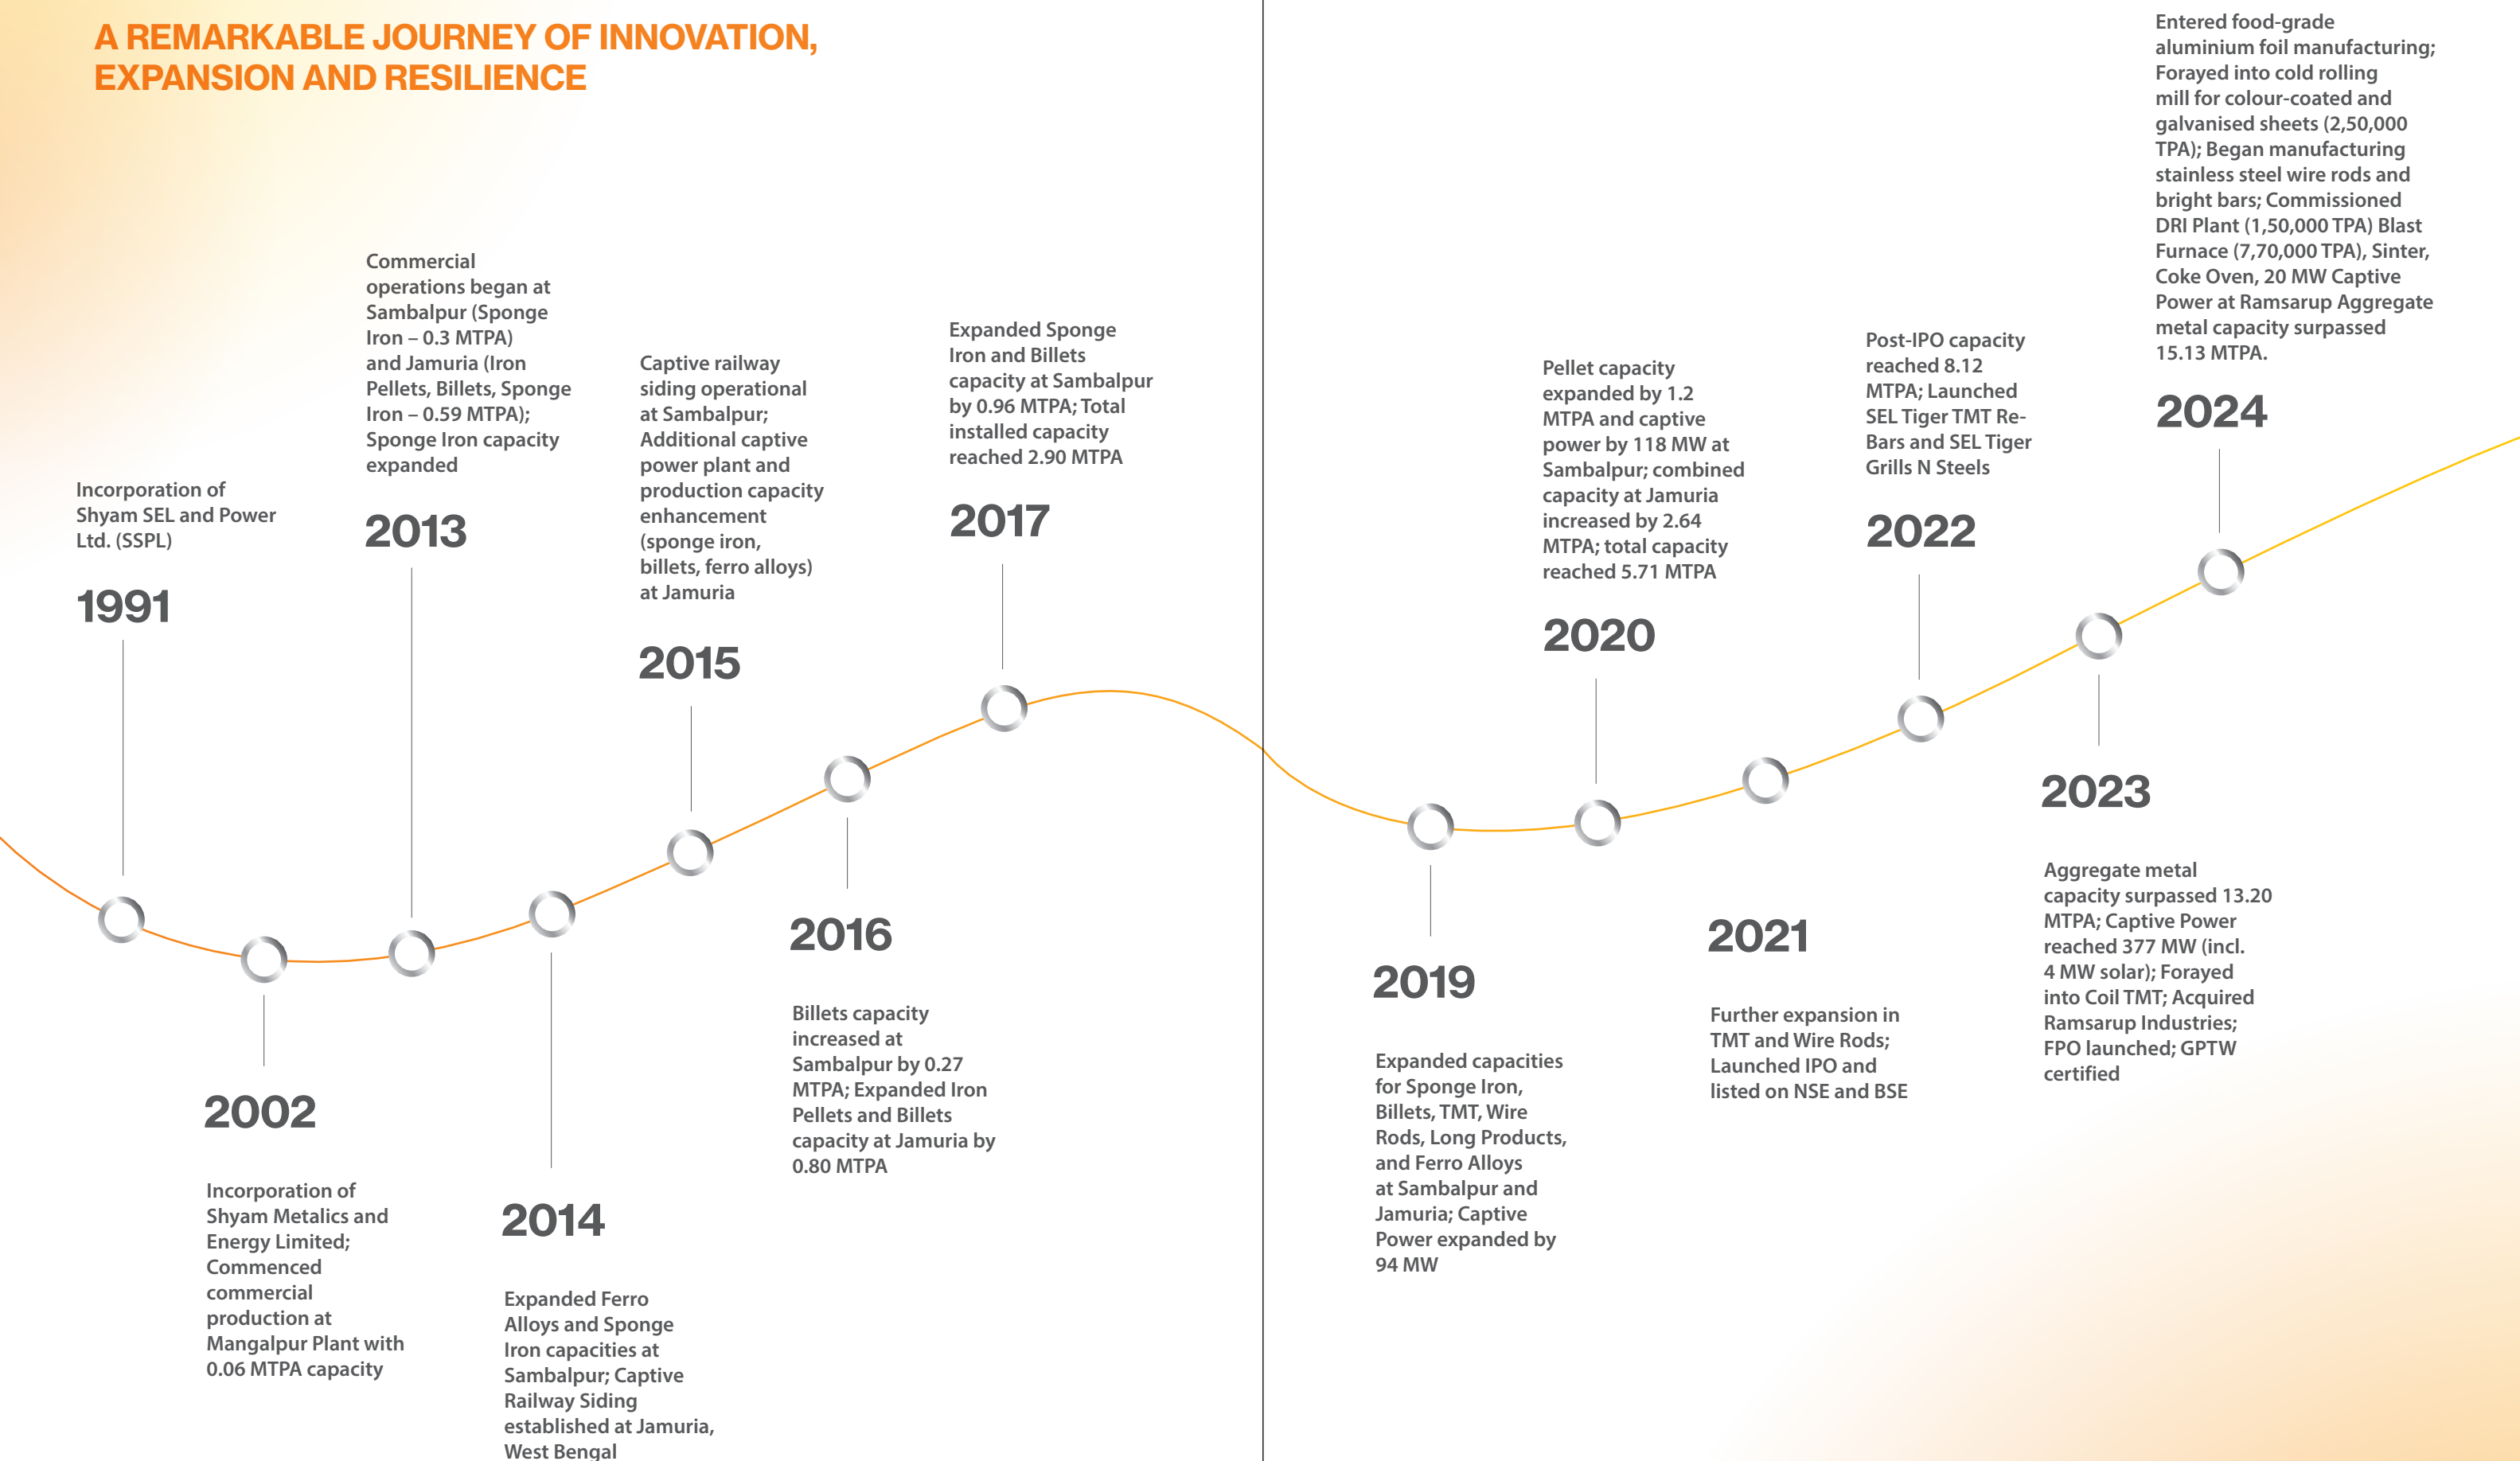 A REMARKABLE JOURNEY OF INNOVATION,
EXPANSION AND RESILIENCE
Incorporation of
Shyam SEL and Power
Ltd. (SSPL)
1991
2002
Incorporation of
Shyam Metalics and
Energy Limited;
Commenced
commercial
production at
Mangalpur Plant with
0.06 MTPA capacity
Commercial
operations began at
Sambalpur (Sponge
Iron – 0.3 MTPA)
and Jamuria (Iron
Pellets, Billets, Sponge
Iron – 0.59 MTPA);
Sponge Iron capacity
expanded
2013
2014
Expanded Ferro
Alloys and Sponge
Iron capacities at
Sambalpur; Captive
Railway Siding
established at Jamuria,
West Bengal
Captive railway
siding operational
at Sambalpur;
Additional captive
power plant and
production capacity
enhancement
(sponge iron,
billets, ferro alloys)
at Jamuria
2015
2016
Billets capacity
increased at
Sambalpur by 0.27
MTPA; Expanded Iron
Pellets and Billets
capacity at Jamuria by
0.80 MTPA
Expanded Sponge
Iron and Billets
capacity at Sambalpur
by 0.96 MTPA; Total
installed capacity
reached 2.90 MTPA
2017
2019
Expanded capacities
for Sponge Iron,
Billets, TMT, Wire
Rods, Long Products,
and Ferro Alloys
at Sambalpur and
Jamuria; Captive
Power expanded by
94 MW
Pellet capacity
expanded by 1.2
MTPA and captive
power by 118 MW at
Sambalpur; combined
capacity at Jamuria
increased by 2.64
MTPA; total capacity
reached 5.71 MTPA
2020
2021
Further expansion in
TMT and Wire Rods;
Launched IPO and
listed on NSE and BSE
Post-IPO capacity
reached 8.12
MTPA; Launched
SEL Tiger TMT Re-
Bars and SEL Tiger
Grills N Steels
2022
2023
Aggregate metal
capacity surpassed 13.20
MTPA; Captive Power
reached 377 MW (incl.
4 MW solar); Forayed
into Coil TMT; Acquired
Ramsarup Industries;
FPO launched; GPTW
certified
Entered food-grade
aluminium foil manufacturing;
Forayed into cold rolling
mill for colour-coated and
galvanised sheets (2,50,000
TPA); Began manufacturing
stainless steel wire rods and
bright bars; Commissioned
DRI Plant (1,50,000 TPA) Blast
Furnace (7,70,000 TPA), Sinter,
Coke Oven, 20 MW Captive
Power at Ramsarup Aggregate
metal capacity surpassed
15.13 MTPA.
2024